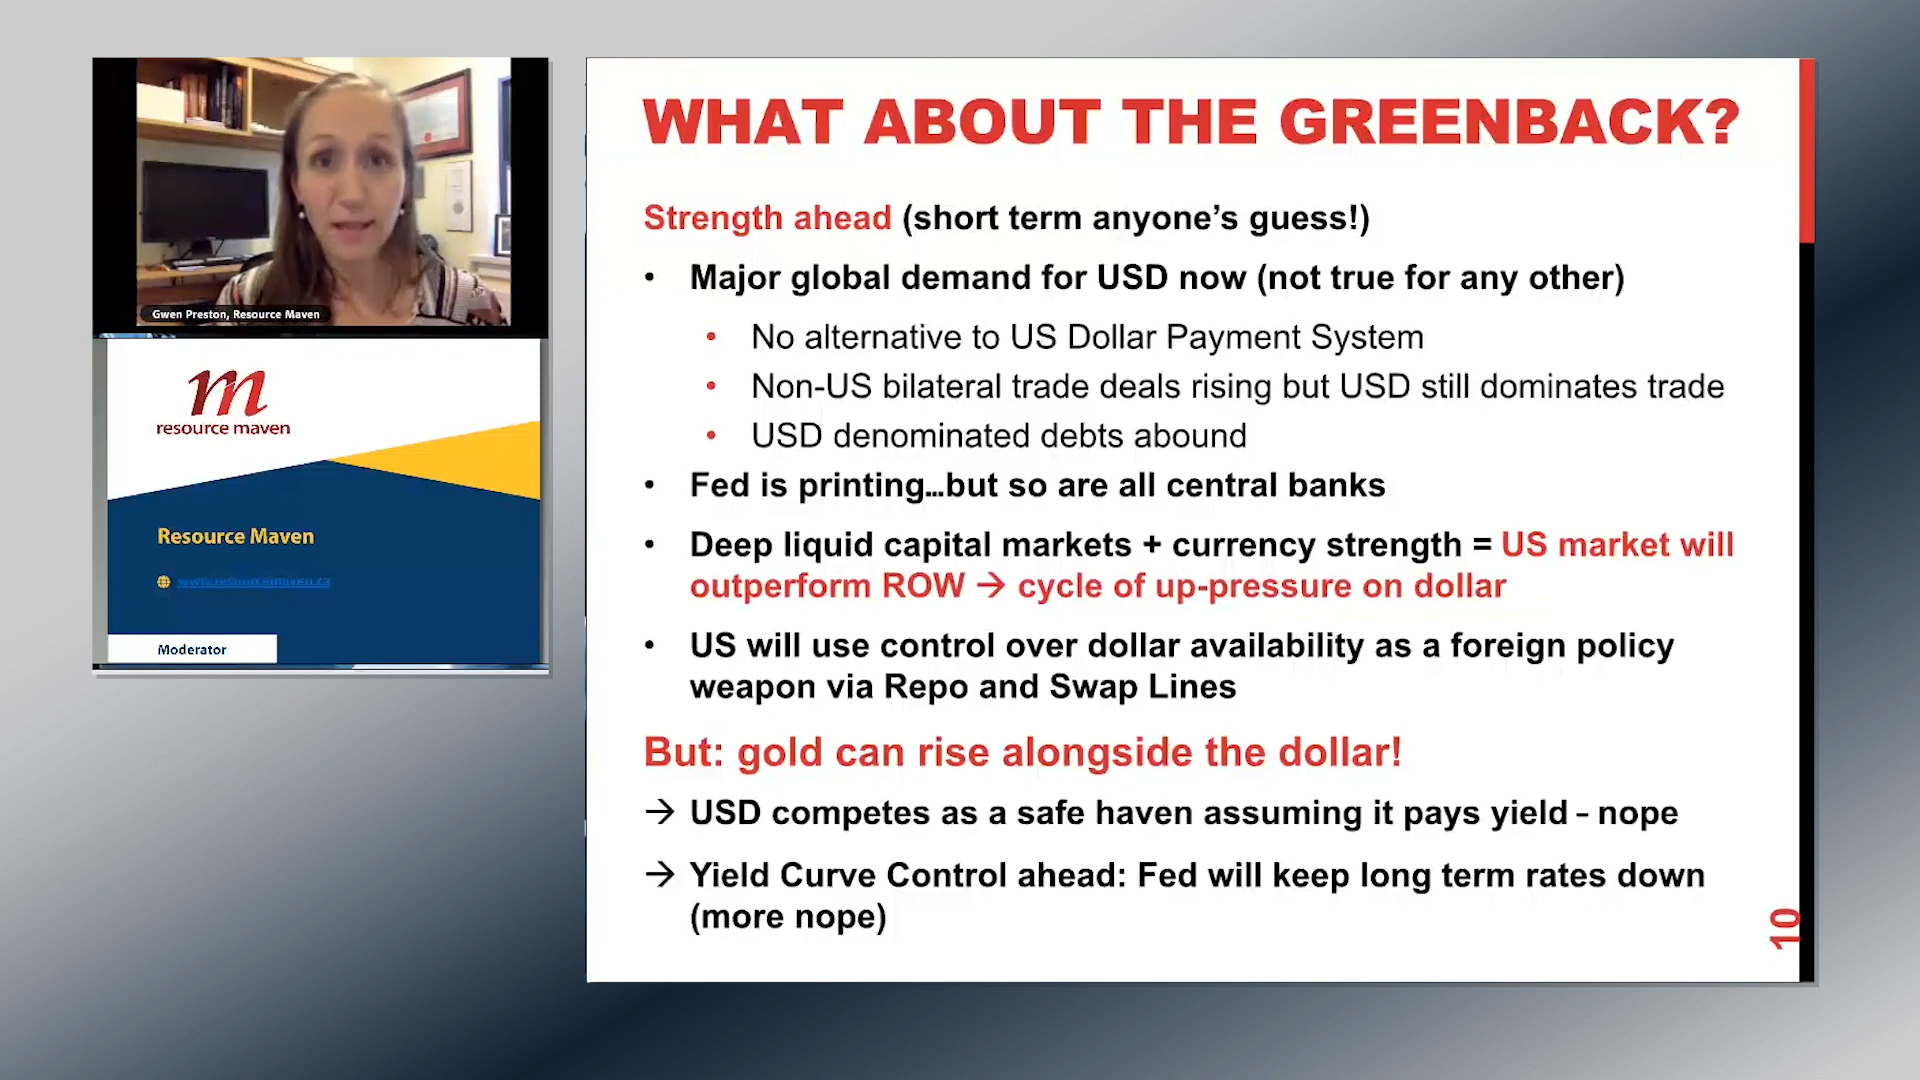 Gwen Preston, Resource Maven
m
resource maven
Resource Maven
www.resourcemaven.ca
Moderator
WHAT ABOUT THE GREENBACK?
Strength ahead (short term anyone’s guess!)
• Major global demand for USD now (not true for any other)
• No alternative to US Dollar Payment System
• Non-US bilateral trade deals rising but USD still dominates trade
• USD denominated debts abound
• Fed is printing…but so are all central banks
• Deep liquid capital markets + currency strength = US market will
outperform ROW → cycle of up-pressure on dollar
• US will use control over dollar availability as a foreign policy
weapon via Repo and Swap Lines
But: gold can rise alongside the dollar!
→ USD competes as a safe haven assuming it pays yield – nope
→ Yield Curve Control ahead: Fed will keep long term rates down
(more nope)
10